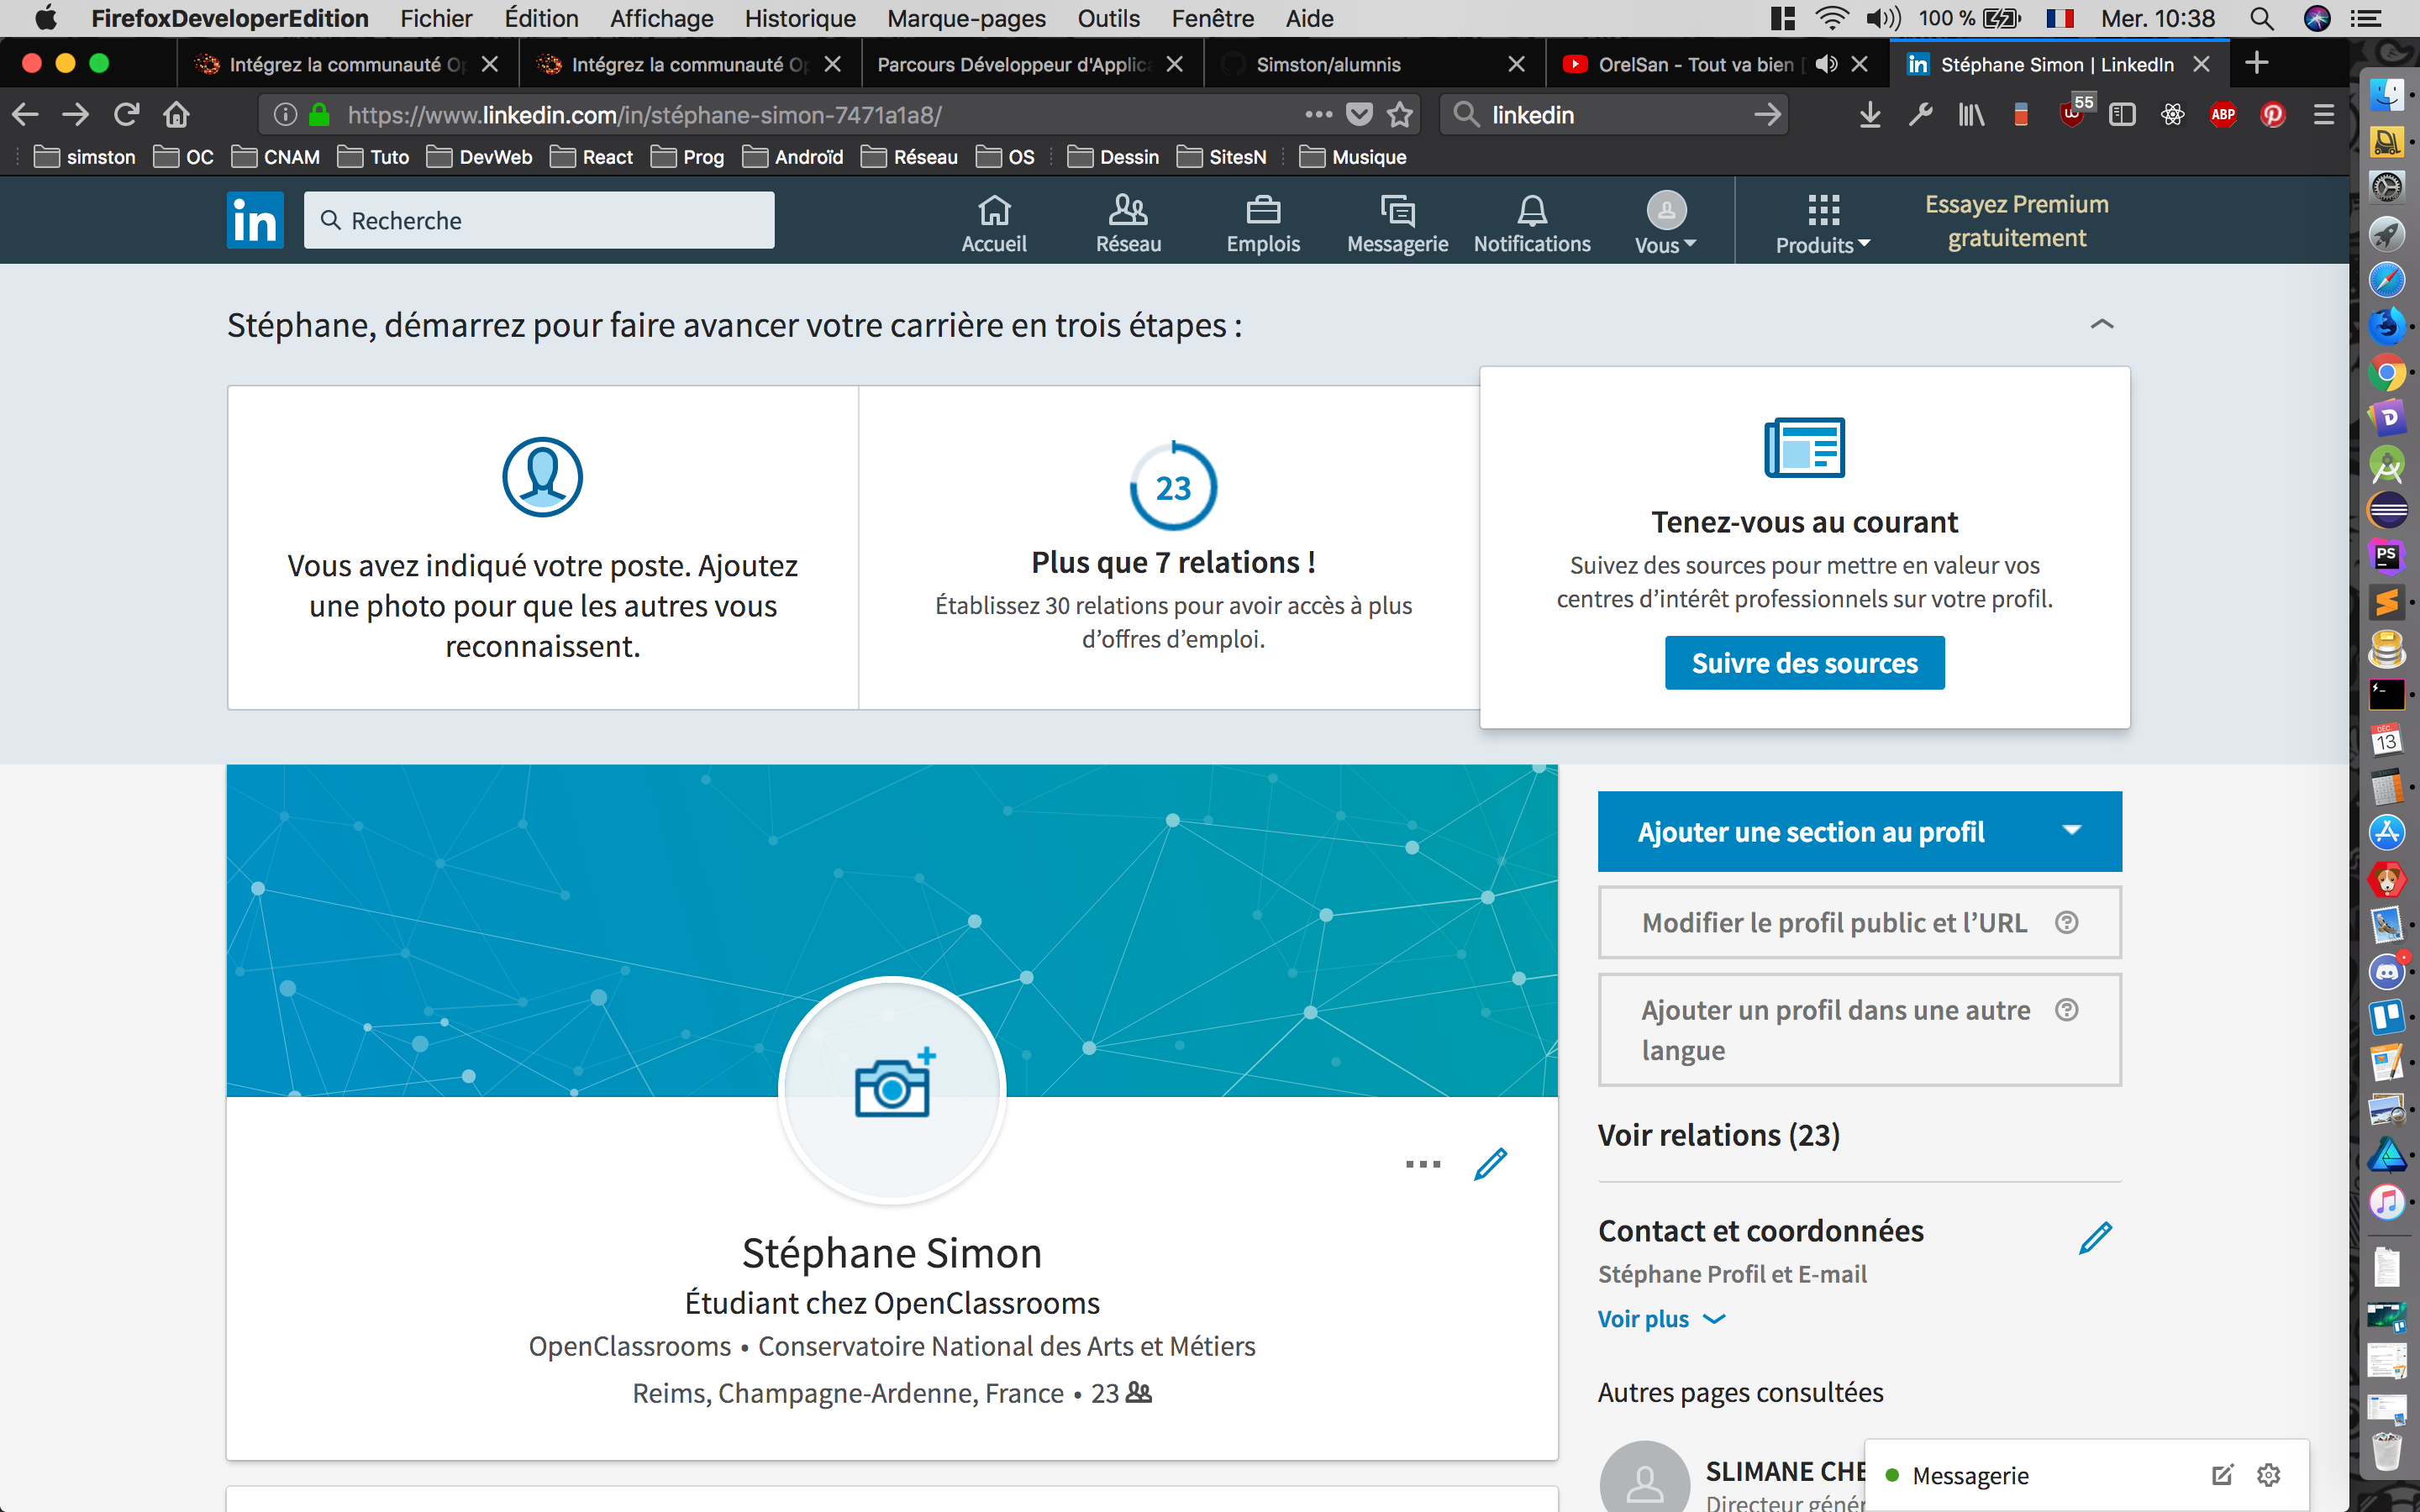 FirefoxDeveloperEdition Fichier Édition Affichage Historique Marque-pages Outils Fenêtre Aide 100 % Mer. 10:38
Intégrez la communauté Intégrez la communauté Parcours Développeur Simston/alumnis OrelSan - Tout va bien Stéphane Simon | LinkedIn
https://www.linkedin.com/in/stéphane-simon-7471a1a8/ linkedin 55 ABP
simston OC CNAM Tuto DevWeb React Prog Androïd Réseau OS Dessin SitesN Musique
in Recherche Accueil Réseau Emplois Messagerie Notifications Vous Produits
Essayez Premium
gratuitement
Stéphane, démarrez pour faire avancer votre carrière en trois étapes :
Vous avez indiqué votre poste. Ajoutez
une photo pour que les autres vous
reconnaissent.
23
Plus que 7 relations !
Établissez 30 relations pour avoir accès à plus
d’offres d’emploi.
Tenez-vous au courant
Suivez des sources pour mettre en valeur vos
centres d’intérêt professionnels sur votre profil.
Suivre des sources
Stéphane Simon
Étudiant chez OpenClassrooms
OpenClassrooms • Conservatoire National des Arts et Métiers
Reims, Champagne-Ardenne, France • 23
Ajouter une section au profil
Modifier le profil public et l’URL
Ajouter un profil dans une autre
langue
Voir relations (23)
Contact et coordonnées
Stéphane Profil et E-mail
Voir plus
Autres pages consultées
SLIMANE
Directeur
Messagerie
PS
DÉC.
13